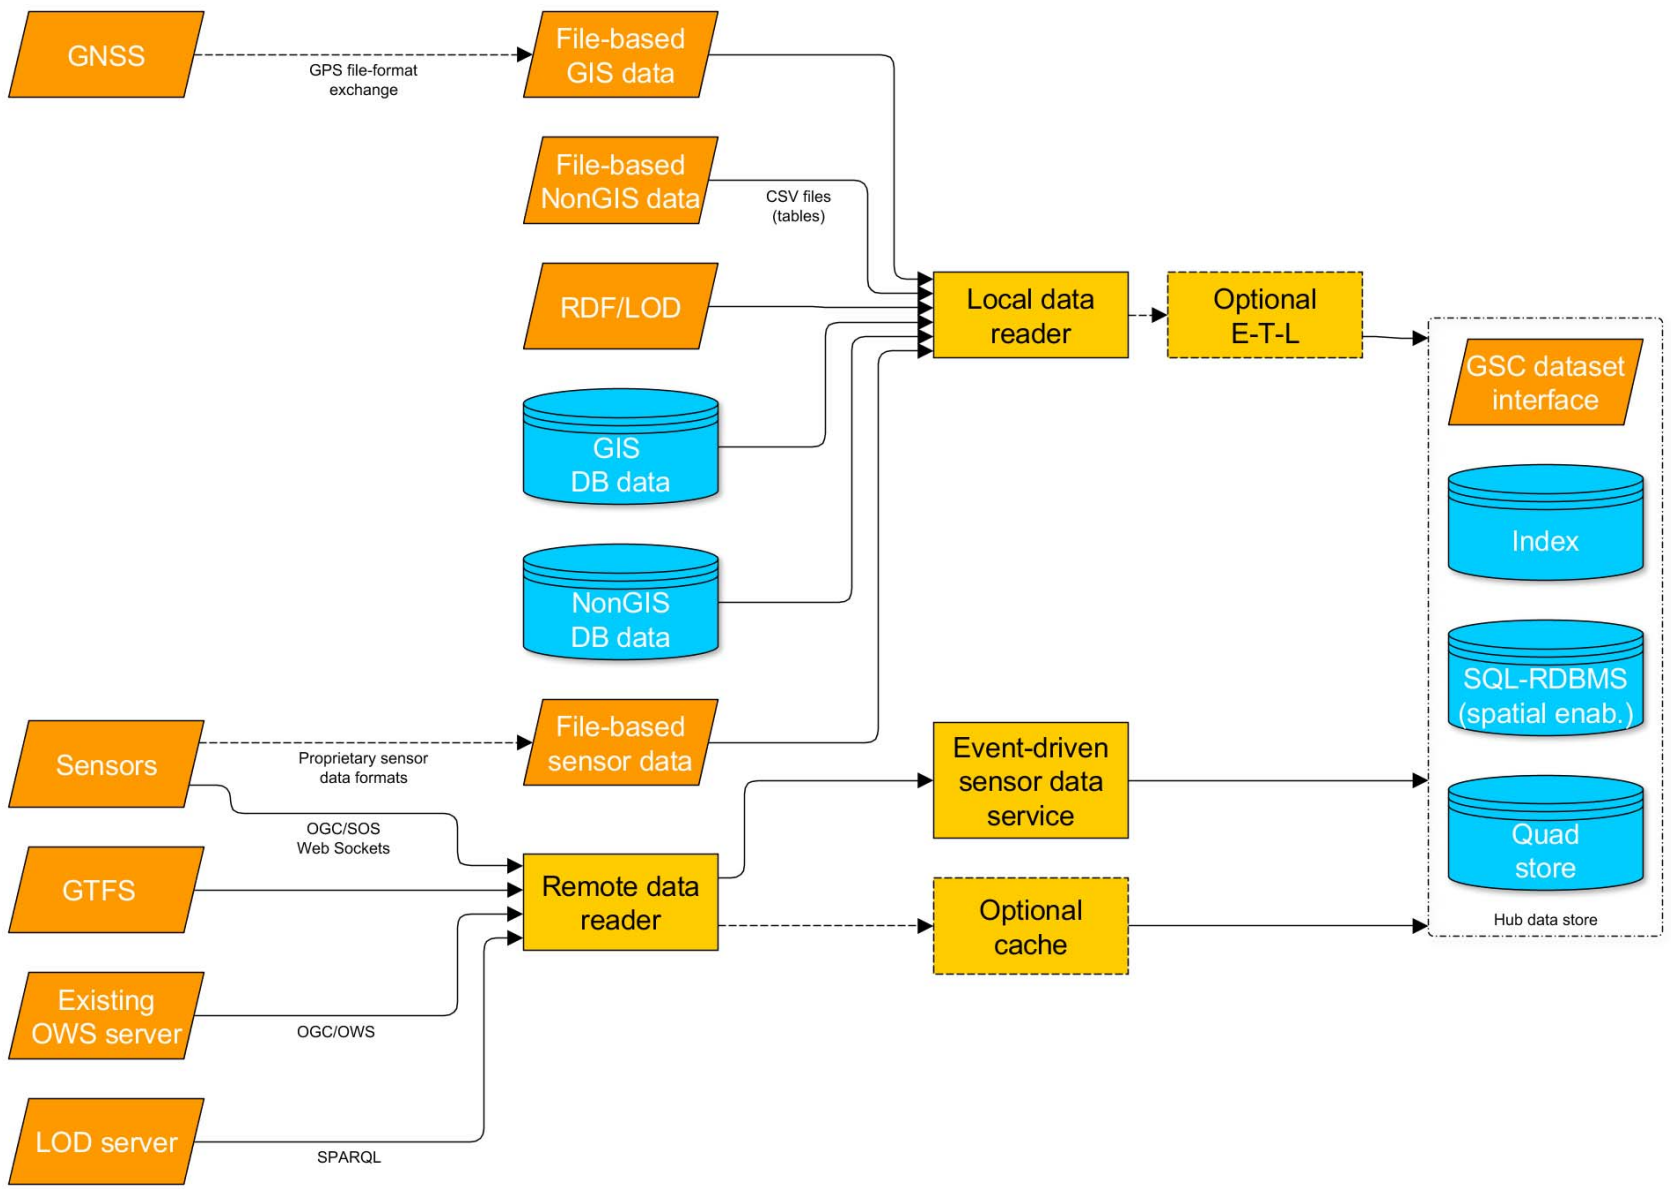 GNSS
GPS file-format
exchange
File-based
GIS data
File-based
NonGIS data
CSV files
(tables)
RDF/LOD
GIS
DB data
NonGIS
DB data
File-based
sensor data
Local data
reader
Optional
E-T-L
Sensors
Proprietary sensor
data formats
OGC/SOS
Web Sockets
GTFS
Existing
OWS server
OGC/OWS
LOD server
SPARQL
Remote data
reader
Event-driven
sensor data
service
Optional
cache
GSC dataset
interface
Index
SQL-RDBMS
(spatial enab.)
Quad
store
Hub data store